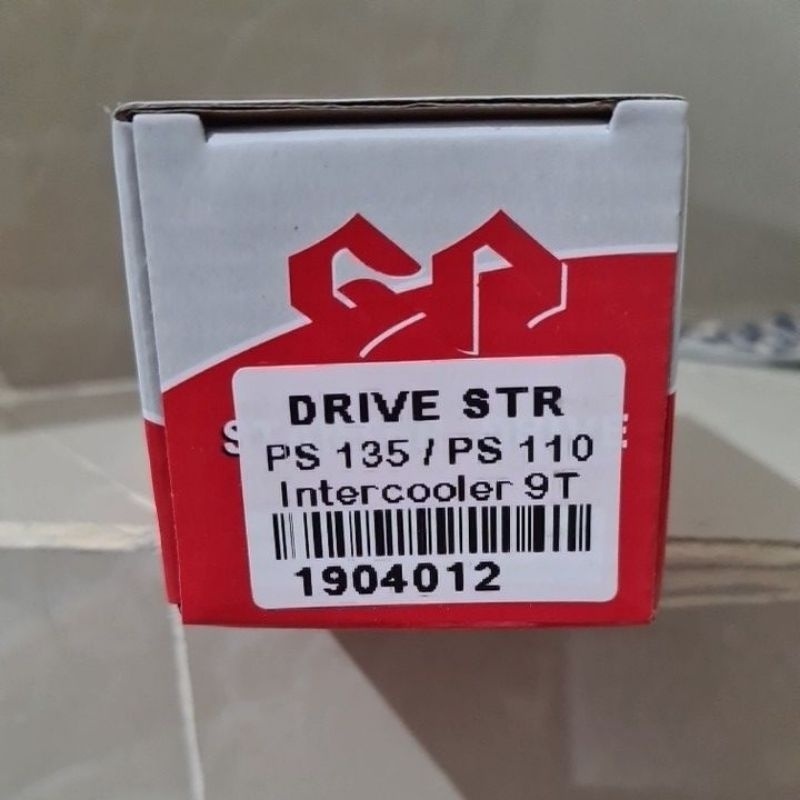 DRIVE STR
PS 135 / PS 110
Intercooler 9T
1904012